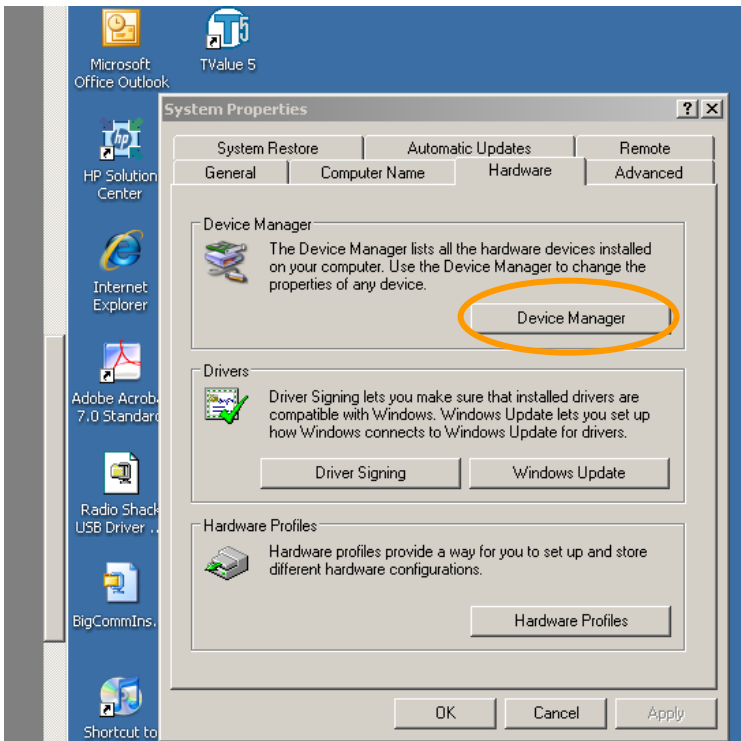 Microsoft
Office Outlook
TValue 5
HP Solution
Center
Internet
Explorer
Adobe Acrob
7.0 Standard
Radio Shack
USB Driver ..
BigCommIns.
Shortcut to
System Properties
System Restore
Automatic Updates
Remote
General
Computer Name
Hardware
Advanced
Device Manager
The Device Manager lists all the hardware devices installed
on your computer. Use the Device Manager to change the
properties of any device.
Device Manager
Drivers
Driver Signing lets you make sure that installed drivers are
compatible with Windows. Windows Update lets you set up
how Windows connects to Windows Update for drivers.
Driver Signing
Windows Update
Hardware Profiles
Hardware profiles provide a way for you to set up and store
different hardware configurations.
Hardware Profiles
OK
Cancel
Apply